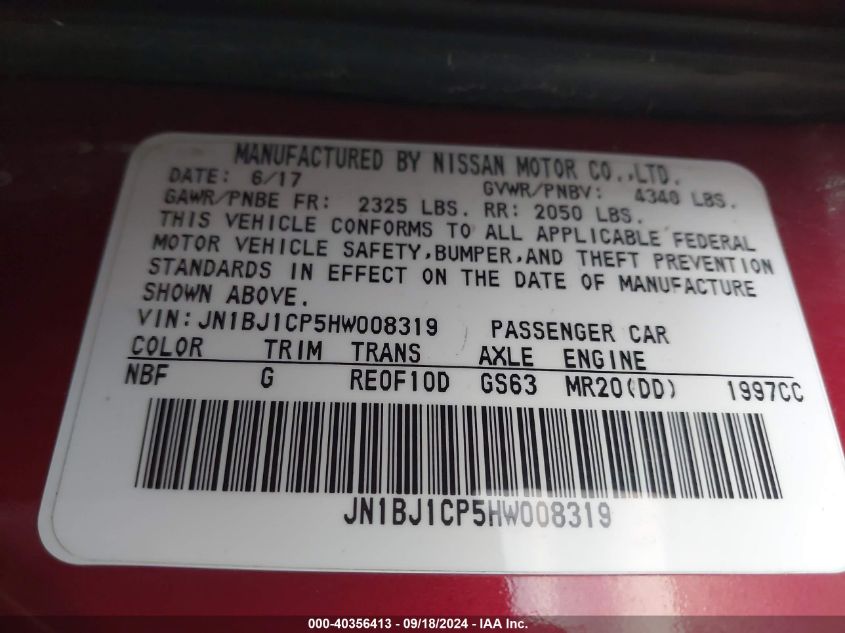 MANUFACTURED BY NISSAN MOTOR CO.,LTD.
DATE: 6/17 GVWR/PNBV: 4340 LBS.
GAWR/PNBE FR: 2325 LBS. RR: 2050 LBS.
THIS VEHICLE CONFORMS TO ALL APPLICABLE FEDERAL
MOTOR VEHICLE SAFETY,BUMPER,AND THEFT PREVENTION
STANDARDS IN EFFECT ON THE DATE OF MANUFACTURE
SHOWN ABOVE.
VIN:JN1BJ1CP5HW008319 PASSENGER CAR
COLOR TRIM TRANS AXLE ENGINE
NBF G RE0F10D GS63 MR20(DD) 1997CC
JN1BJ1CP5HW008319
000-40356413 - 09/18/2024 - IAA Inc.